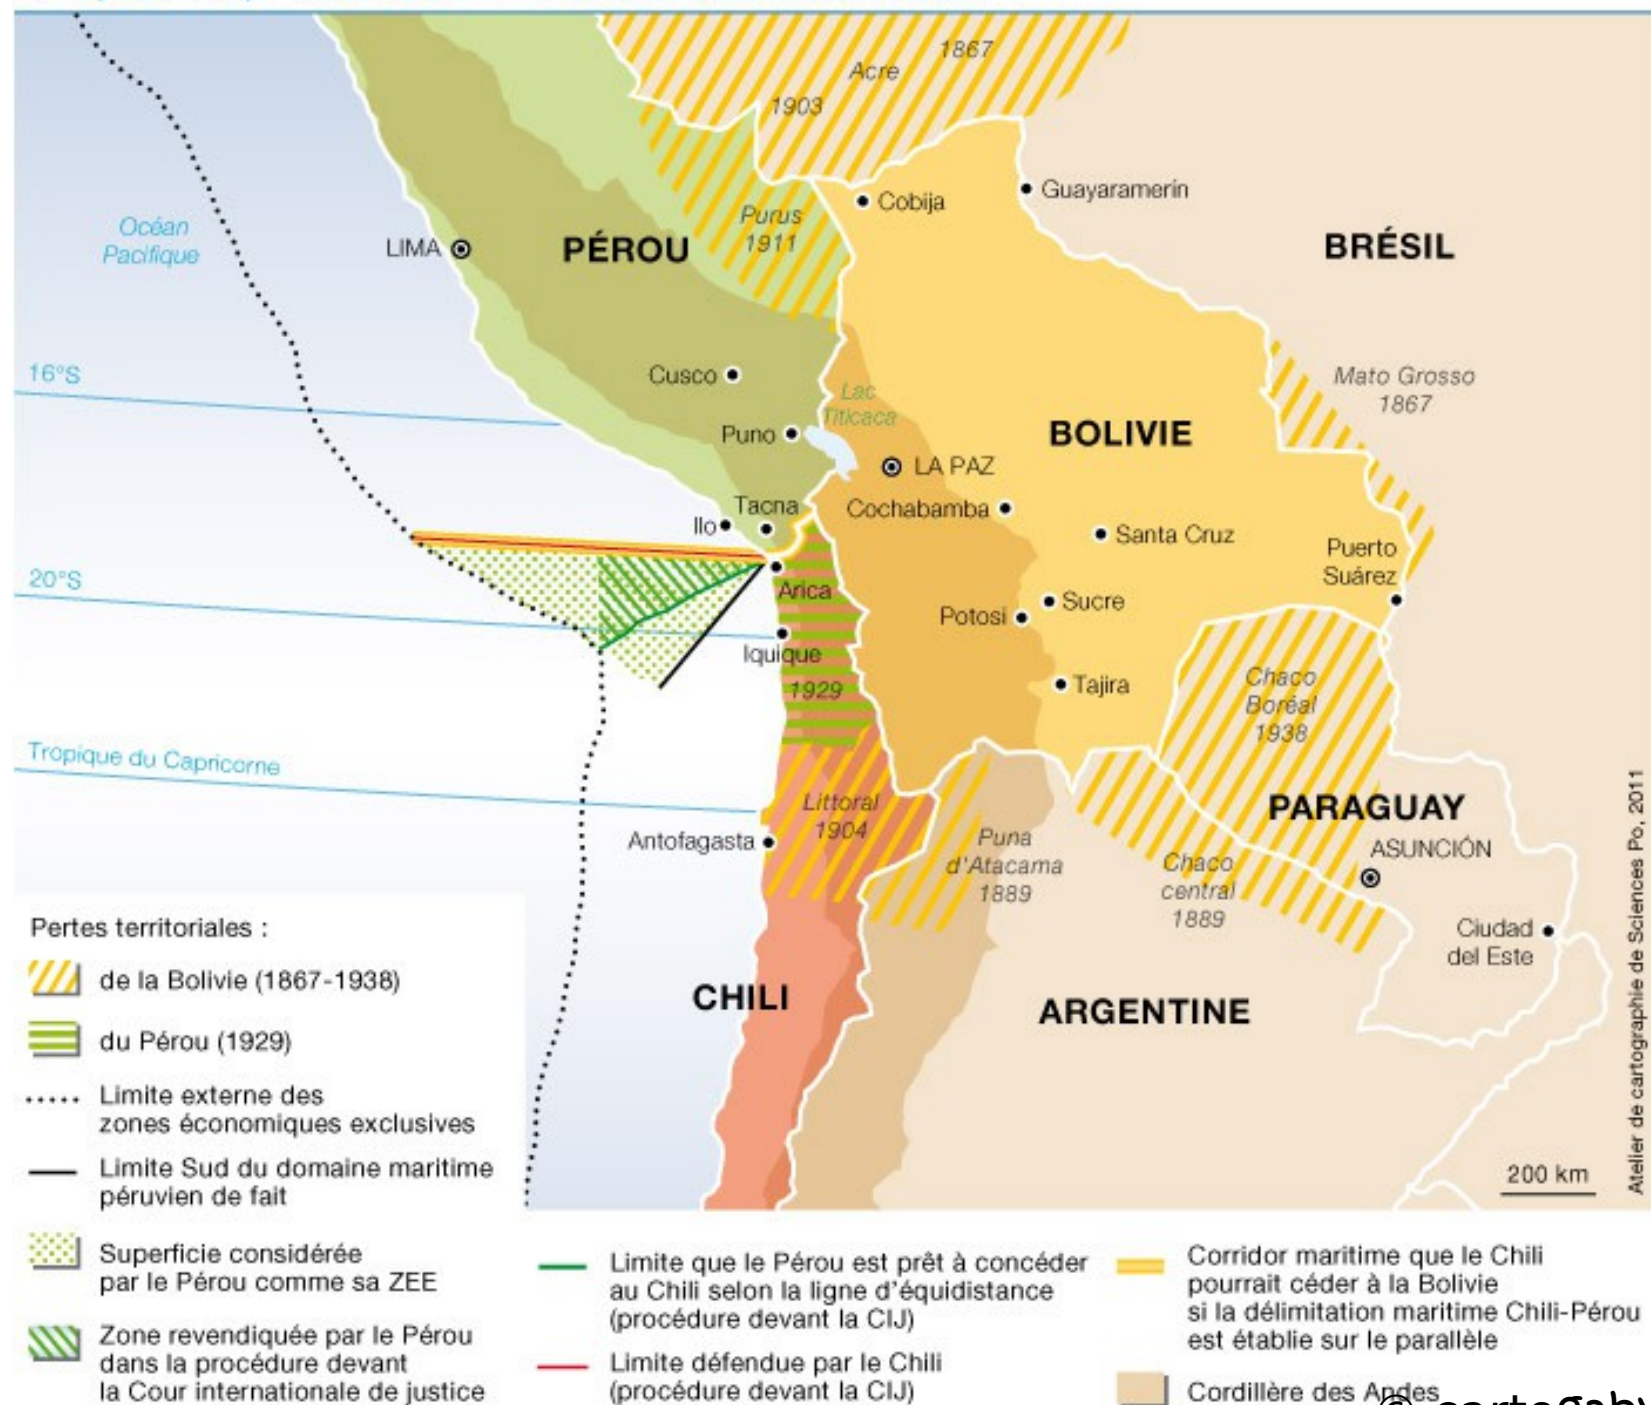 1867
Acre
1903
Cobija
Guayaramerín
Océan
Pacifique
LIMA
PÉROU
Purus
1911
BRÉSIL
16°S
Cusco
Lac
Titicaca
Mato Grosso
1867
Puno
BOLIVIE
LA PAZ
Tacna
Ilo
Cochabamba
Santa Cruz
Puerto
Suárez
20°S
Arica
Sucre
Potosi
Iquique
1929
Tajira
Chaco
Boréal
1938
Tropique du Capricorne
Littoral
1904
PARAGUAY
Antofagasta
Puna
d'Atacama
1889
ASUNCIÓN
Chaco
central
1889
Ciudad
del Este
CHILI
ARGENTINE
200 km
Atelier de cartographie de Sciences Po, 2011
Pertes territoriales :
de la Bolivie (1867-1938)
du Pérou (1929)
Limite externe des
zones économiques exclusives
Limite Sud du domaine maritime
péruvien de fait
Superficie considérée
par le Pérou comme sa ZEE
Zone revendiquée par le Pérou
dans la procédure devant
la Cour internationale de justice
Limite que le Pérou est prêt à concéder
au Chili selon la ligne d'équidistance
(procédure devant la CIJ)
Limite défendue par le Chili
(procédure devant la CIJ)
Corridor maritime que le Chili
pourrait céder à la Bolivie
si la délimitation maritime Chili-Pérou
est établie sur le parallèle
Cordillère des Andes